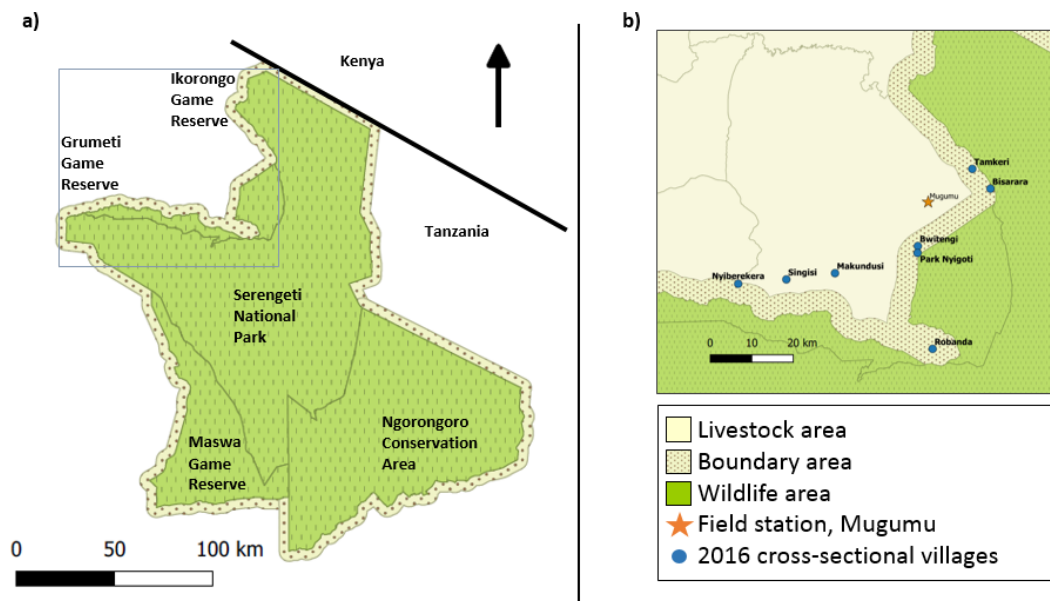 a)
Kenya
Ikorongo
Game
Reserve
Grumeti
Game
Reserve
Tanzania
Serengeti
National
Park
Ngorongoro
Conservation
Area
Maswa
Game
Reserve
0 50 100 km
b)
Tamkeri
Bisarara
Mugumu
Bwitengi
Park Nyigoti
Makundusi
Singisi
Nyiberekera
Robanda
0 10 20 km
Livestock area
Boundary area
Wildlife area
Field station, Mugumu
2016 cross-sectional villages